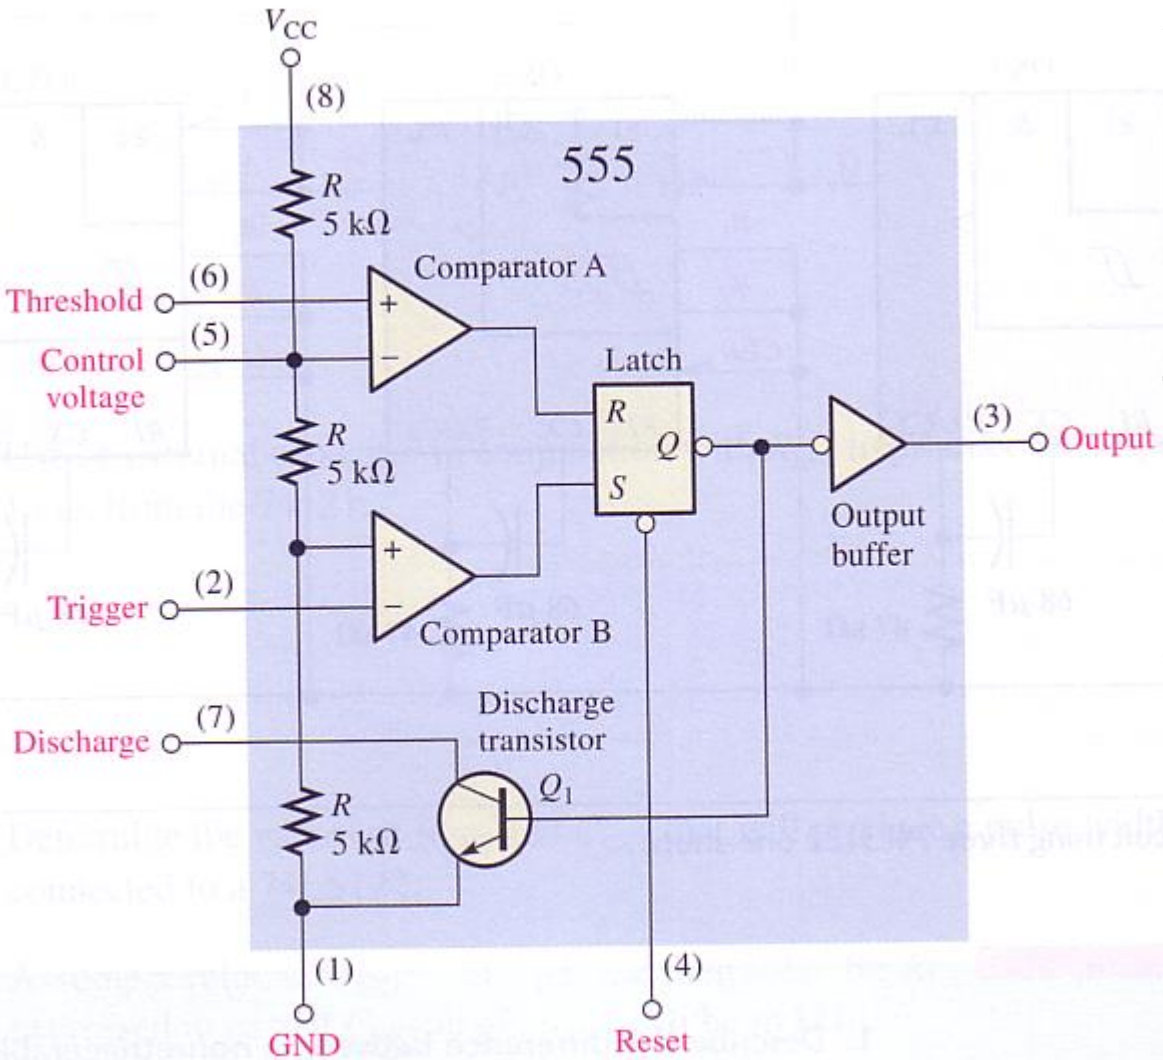 V_CC
(8)
555
R
5 kΩ
Comparator A
(6)
Threshold
+
(5)
Control
voltage
−
Latch
R
Q
S
(3)
Output
R
5 kΩ
Output
buffer
+
(2)
Trigger
−
Comparator B
(7)
Discharge
Discharge
transistor
Q₁
R
5 kΩ
(1)
GND
(4)
Reset